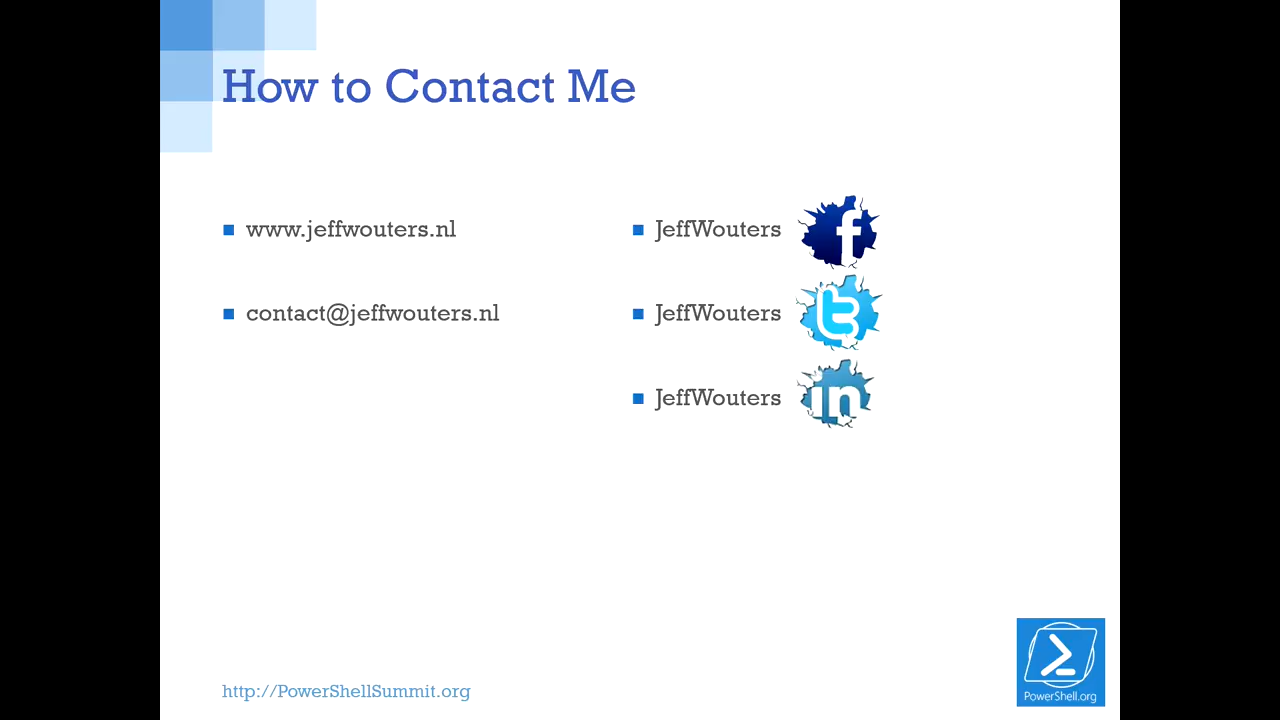 How to Contact Me
www.jeffwouters.nl
contact@jeffwouters.nl
JeffWouters
JeffWouters
JeffWouters
http://PowerShellSummit.org
PowerShell.org